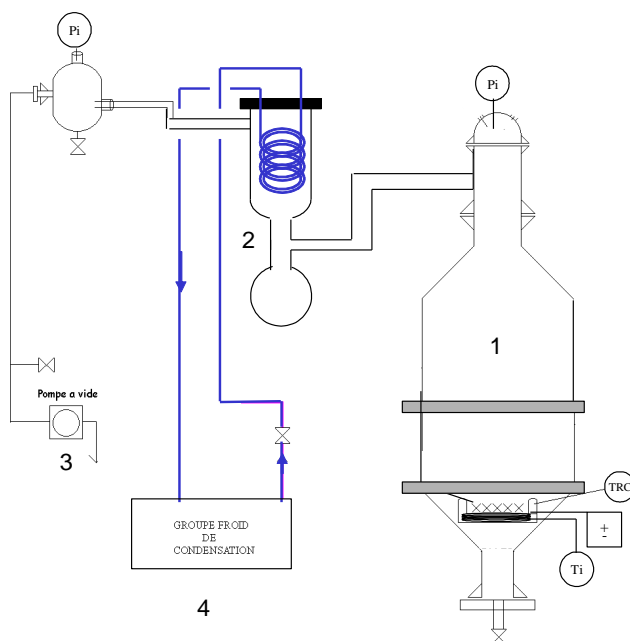 Pi
Pi
2
1
Pompe a vide
3
TRC
+
-
GROUPE FROID
DE
CONDENSATION
Ti
4